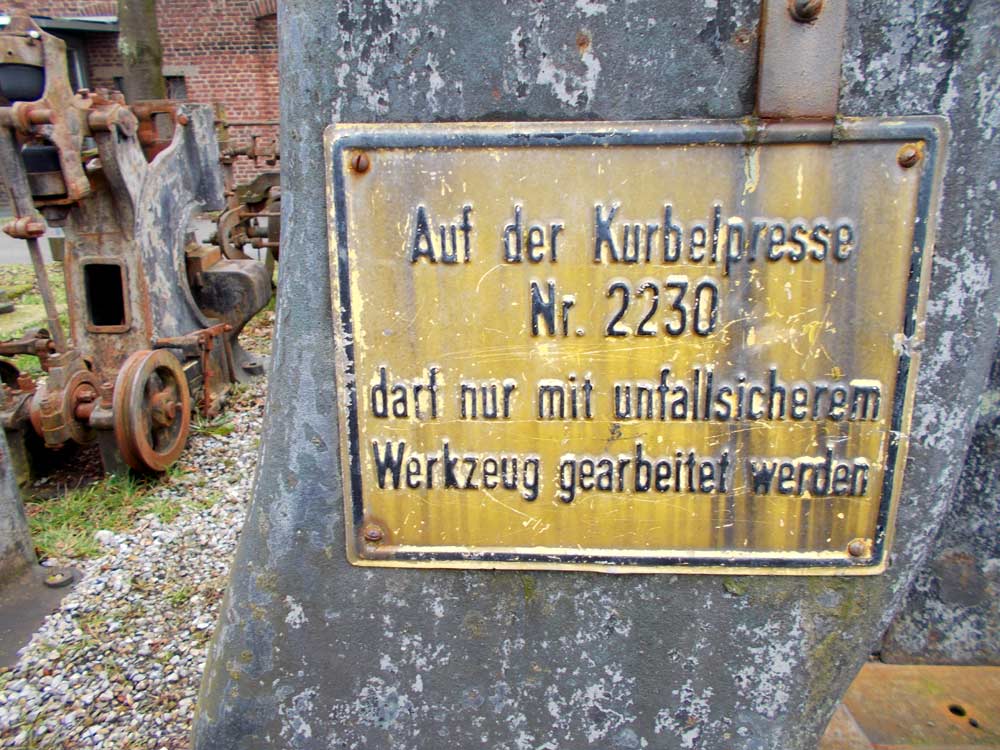 Auf der Kurbelpresse
Nr. 2230
darf nur mit unfallsicherem
Werkzeug gearbeitet werden